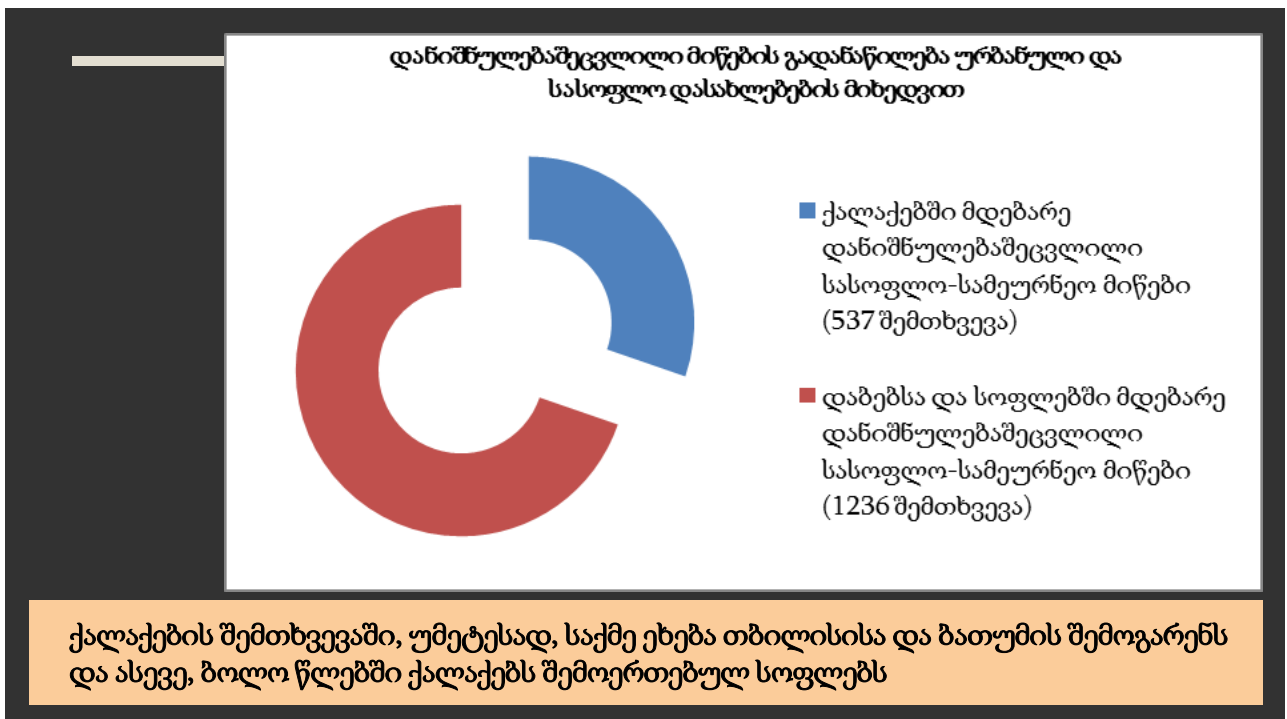 დანიშნულებაშეცვლილი მიწების გადანაწილება ურბანული და
სასოფლო დასახლებების მიხედვით
ქალაქებში მდებარე
დანიშნულებაშეცვლილი
სასოფლო-სამეურნეო მიწები
(537 შემთხვევა)
დაბებსა და სოფლებში მდებარე
დანიშნულებაშეცვლილი
სასოფლო-სამეურნეო მიწები
(1236 შემთხვევა)
ქალაქების შემთხვევაში, უმეტესად, საქმე ეხება თბილისისა და ბათუმის შემოგარენს
და ასევე, ბოლო წლებში ქალაქებს შემოერთებულ სოფლებს